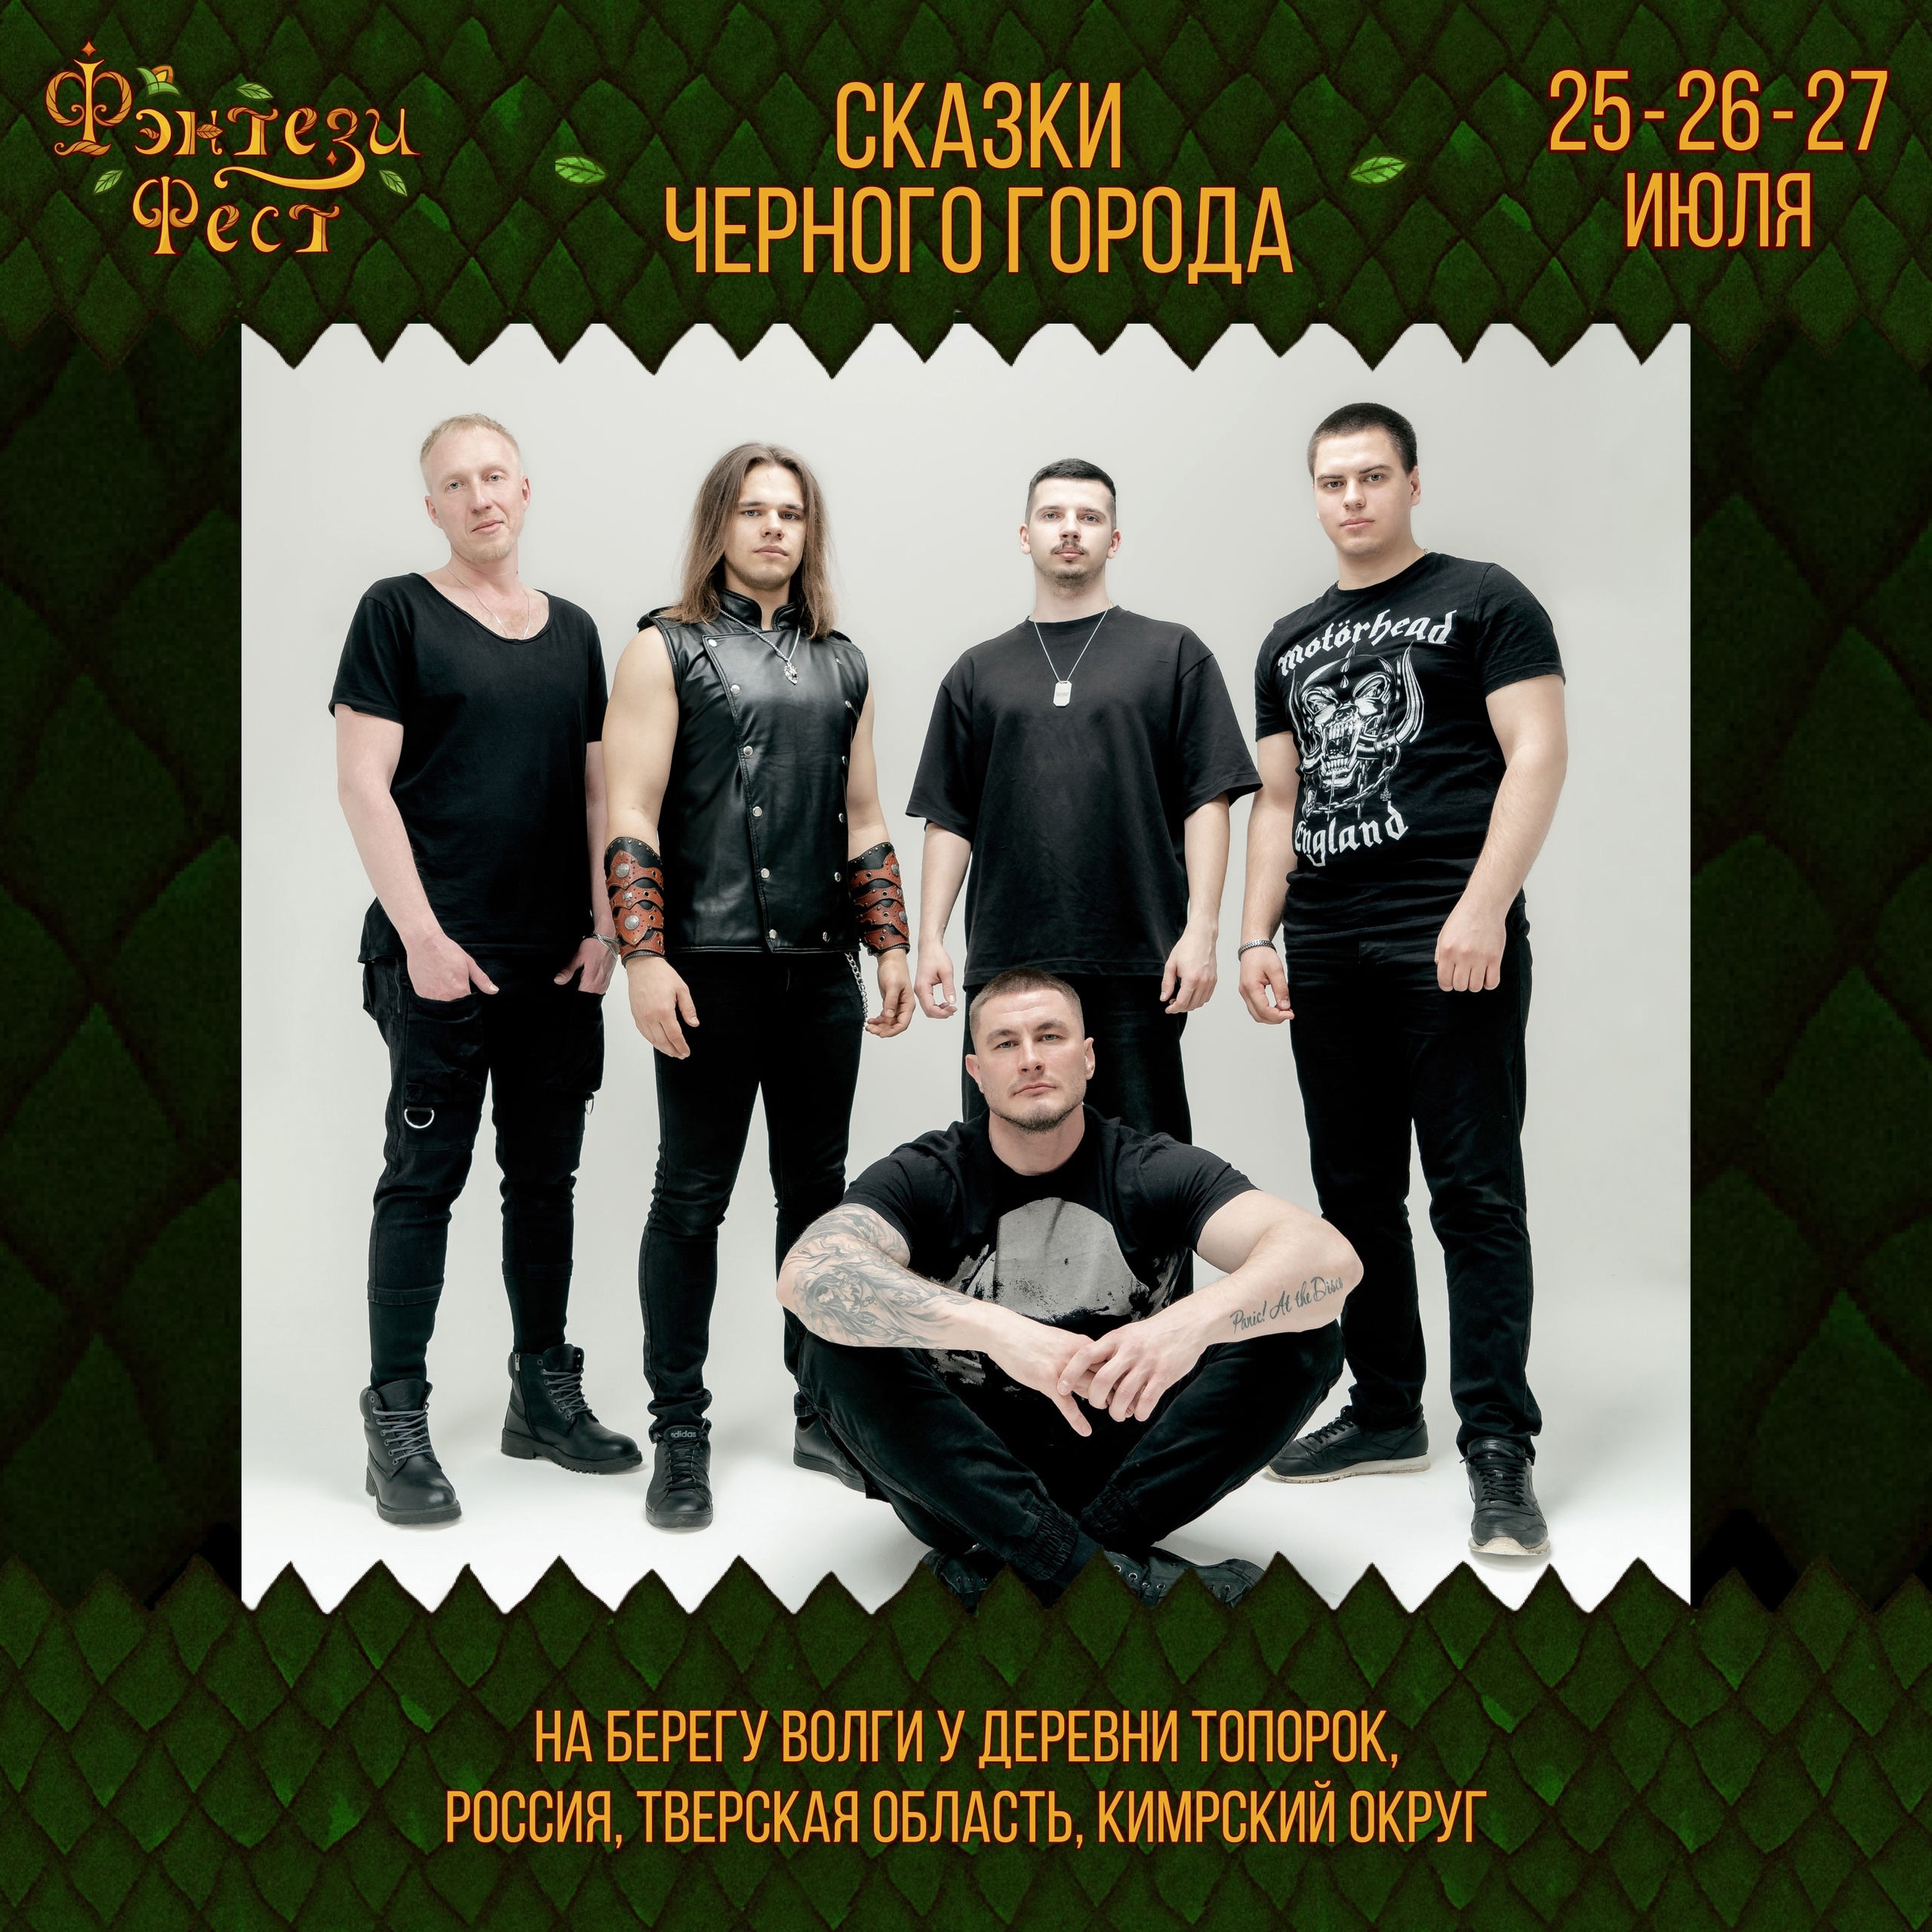 Фэнтези
Фест
СКАЗКИ
ЧЕРНОГО ГОРОДА
25-26-27
ИЮЛЯ
motörhead
England
Panic! At the Disco
adidas
НА БЕРЕГУ ВОЛГИ У ДЕРЕВНИ ТОПОРОК,
РОССИЯ, ТВЕРСКАЯ ОБЛАСТЬ, КИМРСКИЙ ОКРУГ